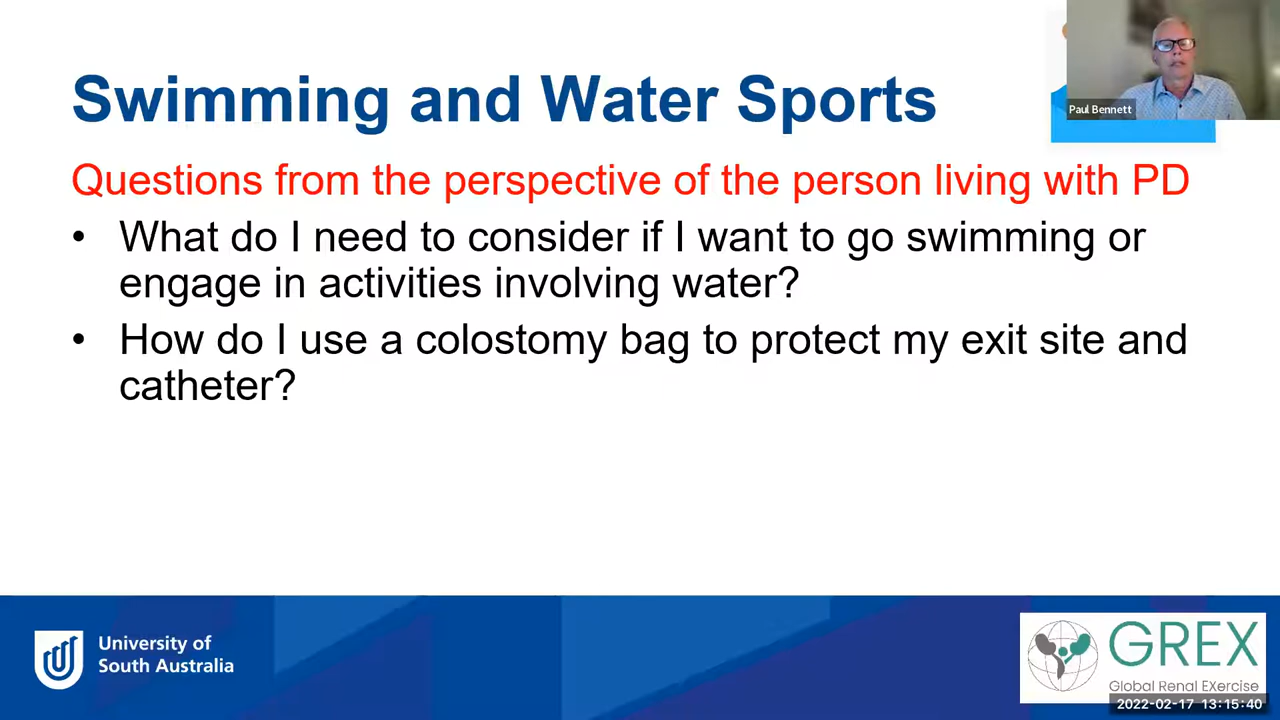 Swimming and Water Sports
Paul Bennett
Questions from the perspective of the person living with PD
• What do I need to consider if I want to go swimming or
engage in activities involving water?
• How do I use a colostomy bag to protect my exit site and
catheter?
University of
South Australia
GREX
Global Renal EXercise
2022-02-17 13:15:40